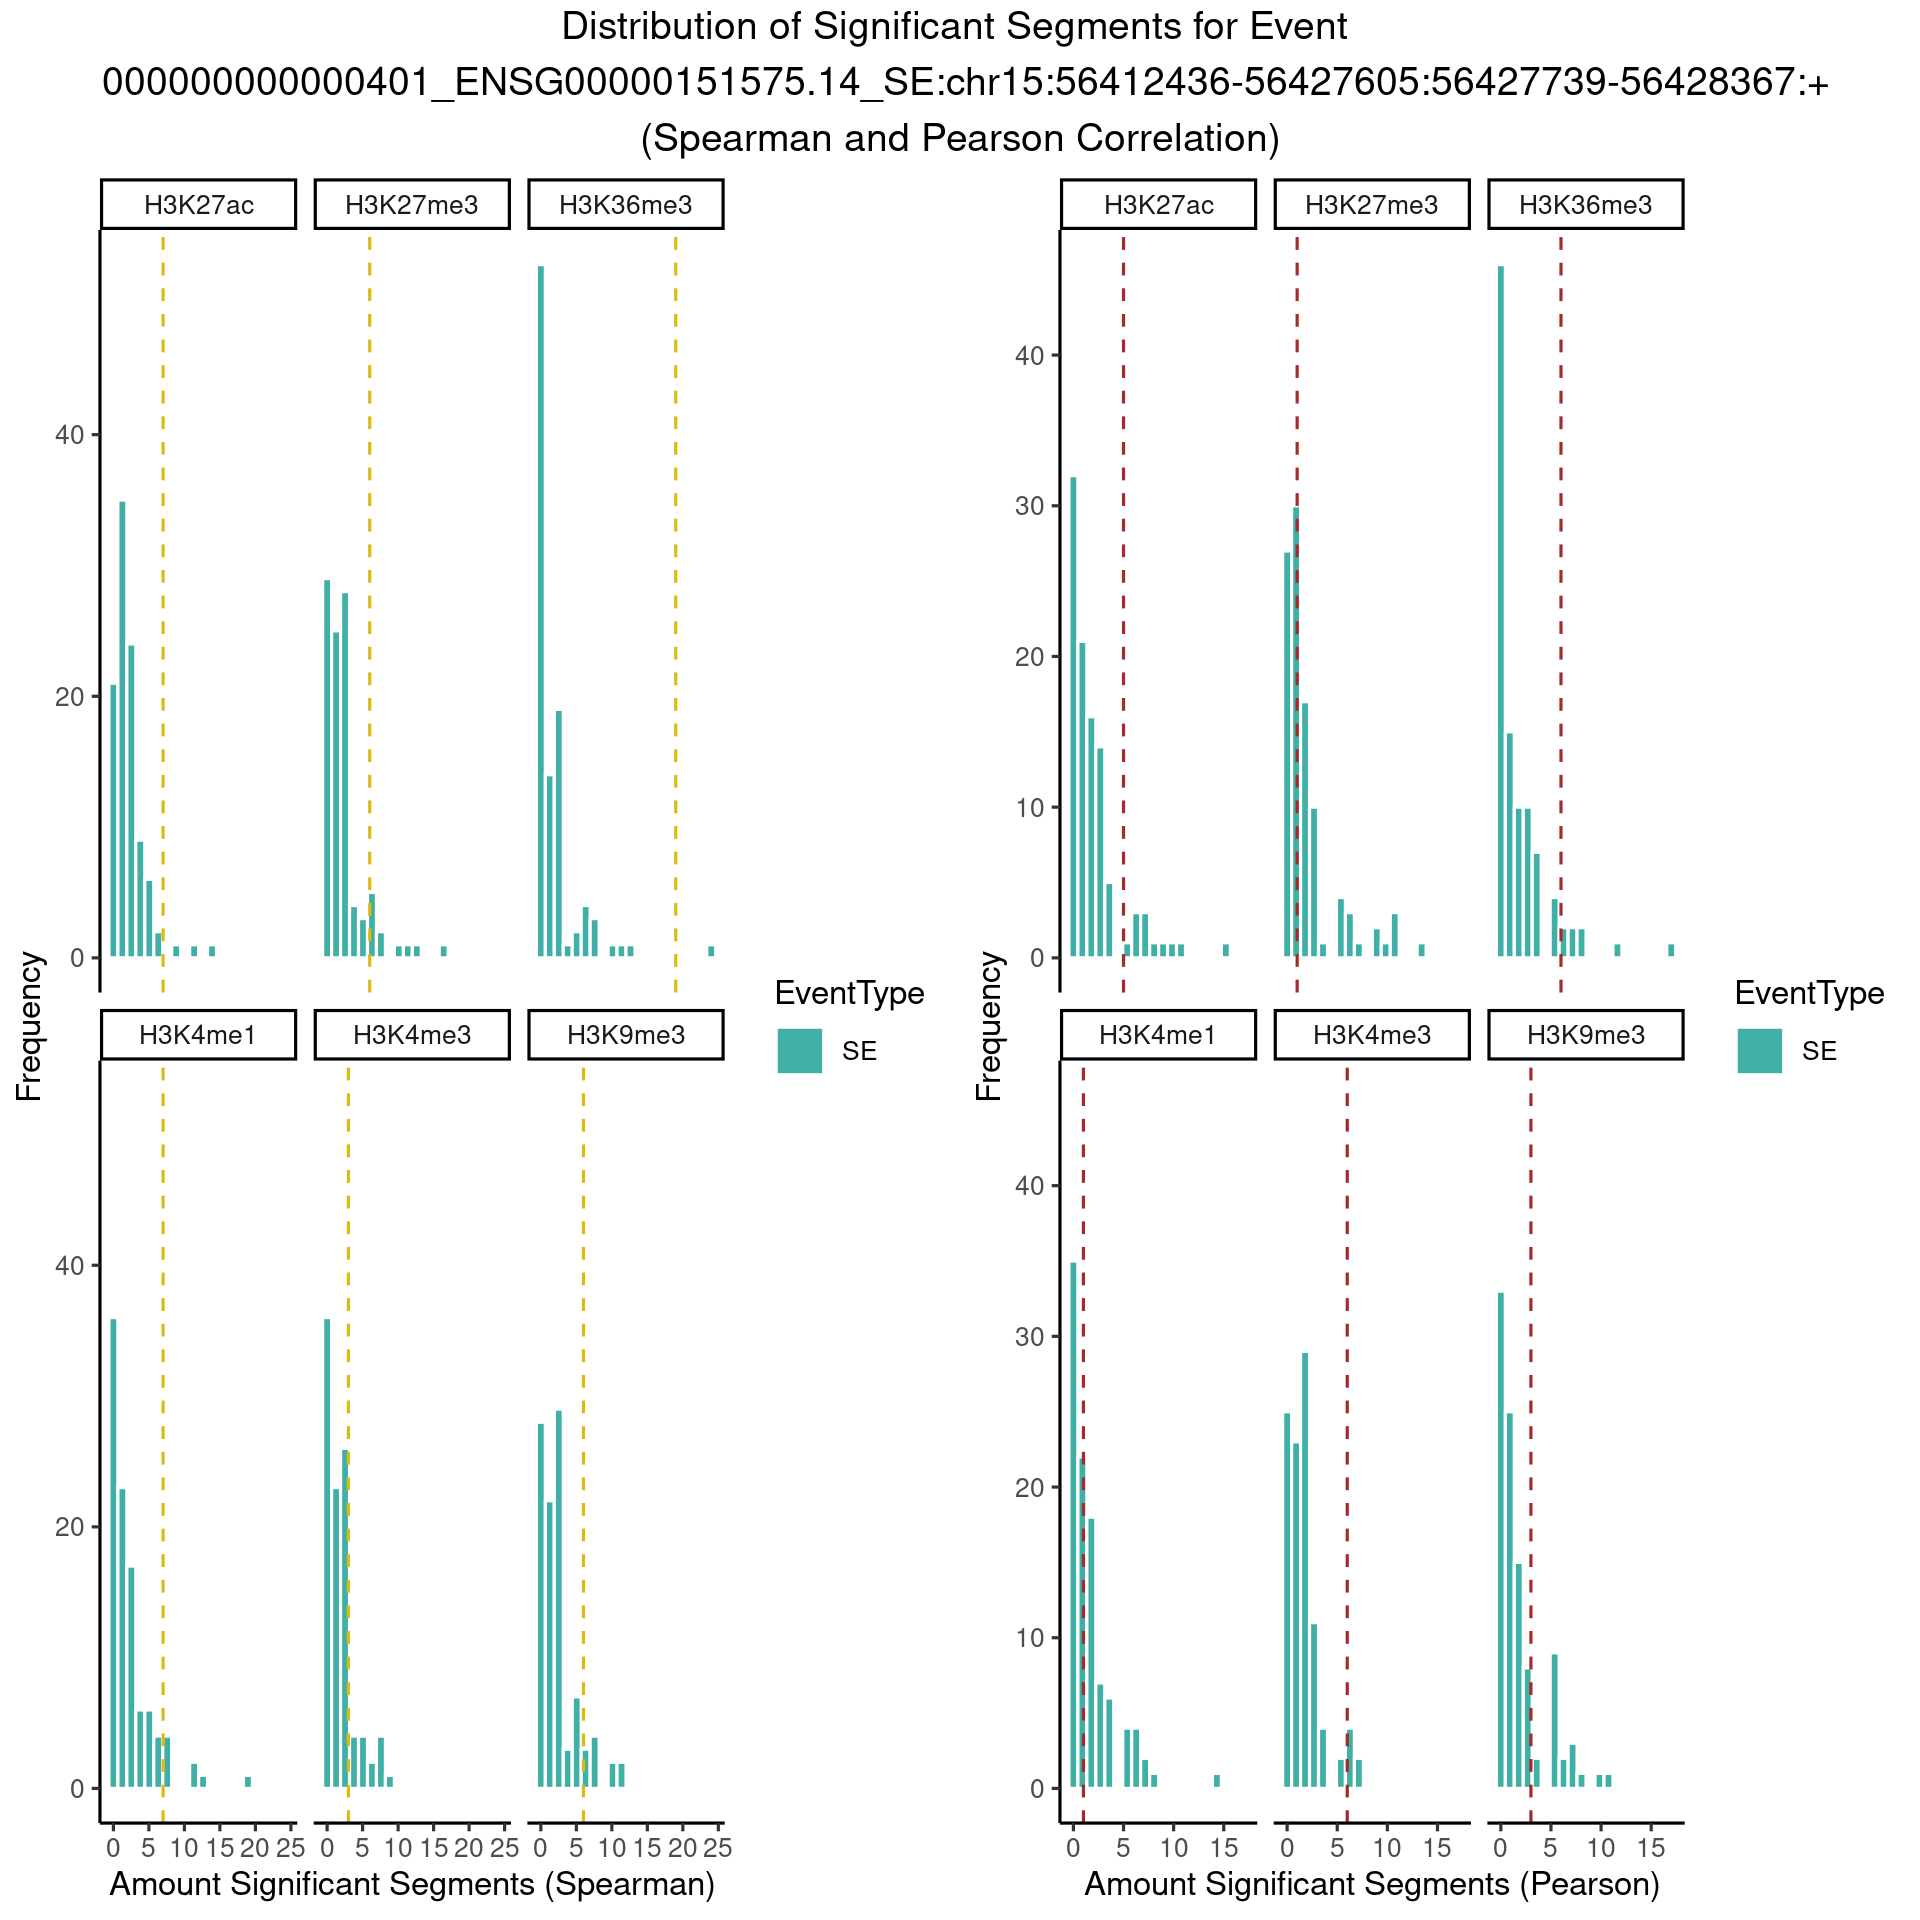 Distribution of Significant Segments for Event
000000000000401_ENSG00000151575.14_SE:chr15:56412436-56427605:56427739-56428367:+
(Spearman and Pearson Correlation)
H3K27ac H3K27me3 H3K36me3
40
20
0
H3K4me1 H3K4me3 H3K9me3
40
20
0
0 5 10 15 20 25 0 5 10 15 20 25 0 5 10 15 20 25
Frequency
Amount Significant Segments (Spearman)
EventType
SE
H3K27ac H3K27me3 H3K36me3
40
30
20
10
0
H3K4me1 H3K4me3 H3K9me3
40
30
20
10
0
0 5 10 15 0 5 10 15 0 5 10 15
Frequency
Amount Significant Segments (Pearson)
EventType
SE